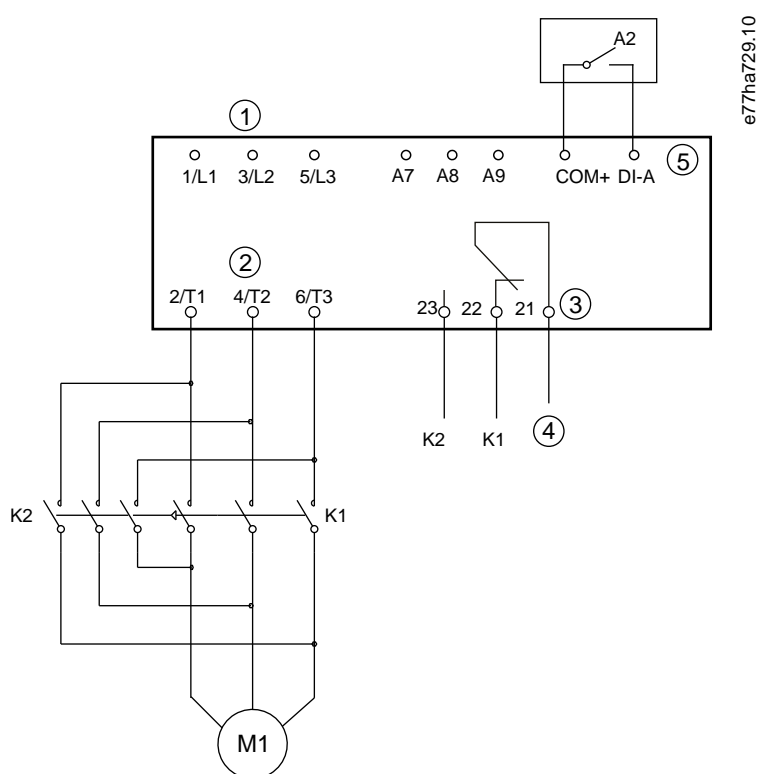 A2
e77ha729.10
1
1/L1 3/L2 5/L3 A7 A8 A9 COM+ DI-A 5
2
2/T1 4/T2 6/T3 23 22 21 3
K2 K1 4
K2 K1
M1